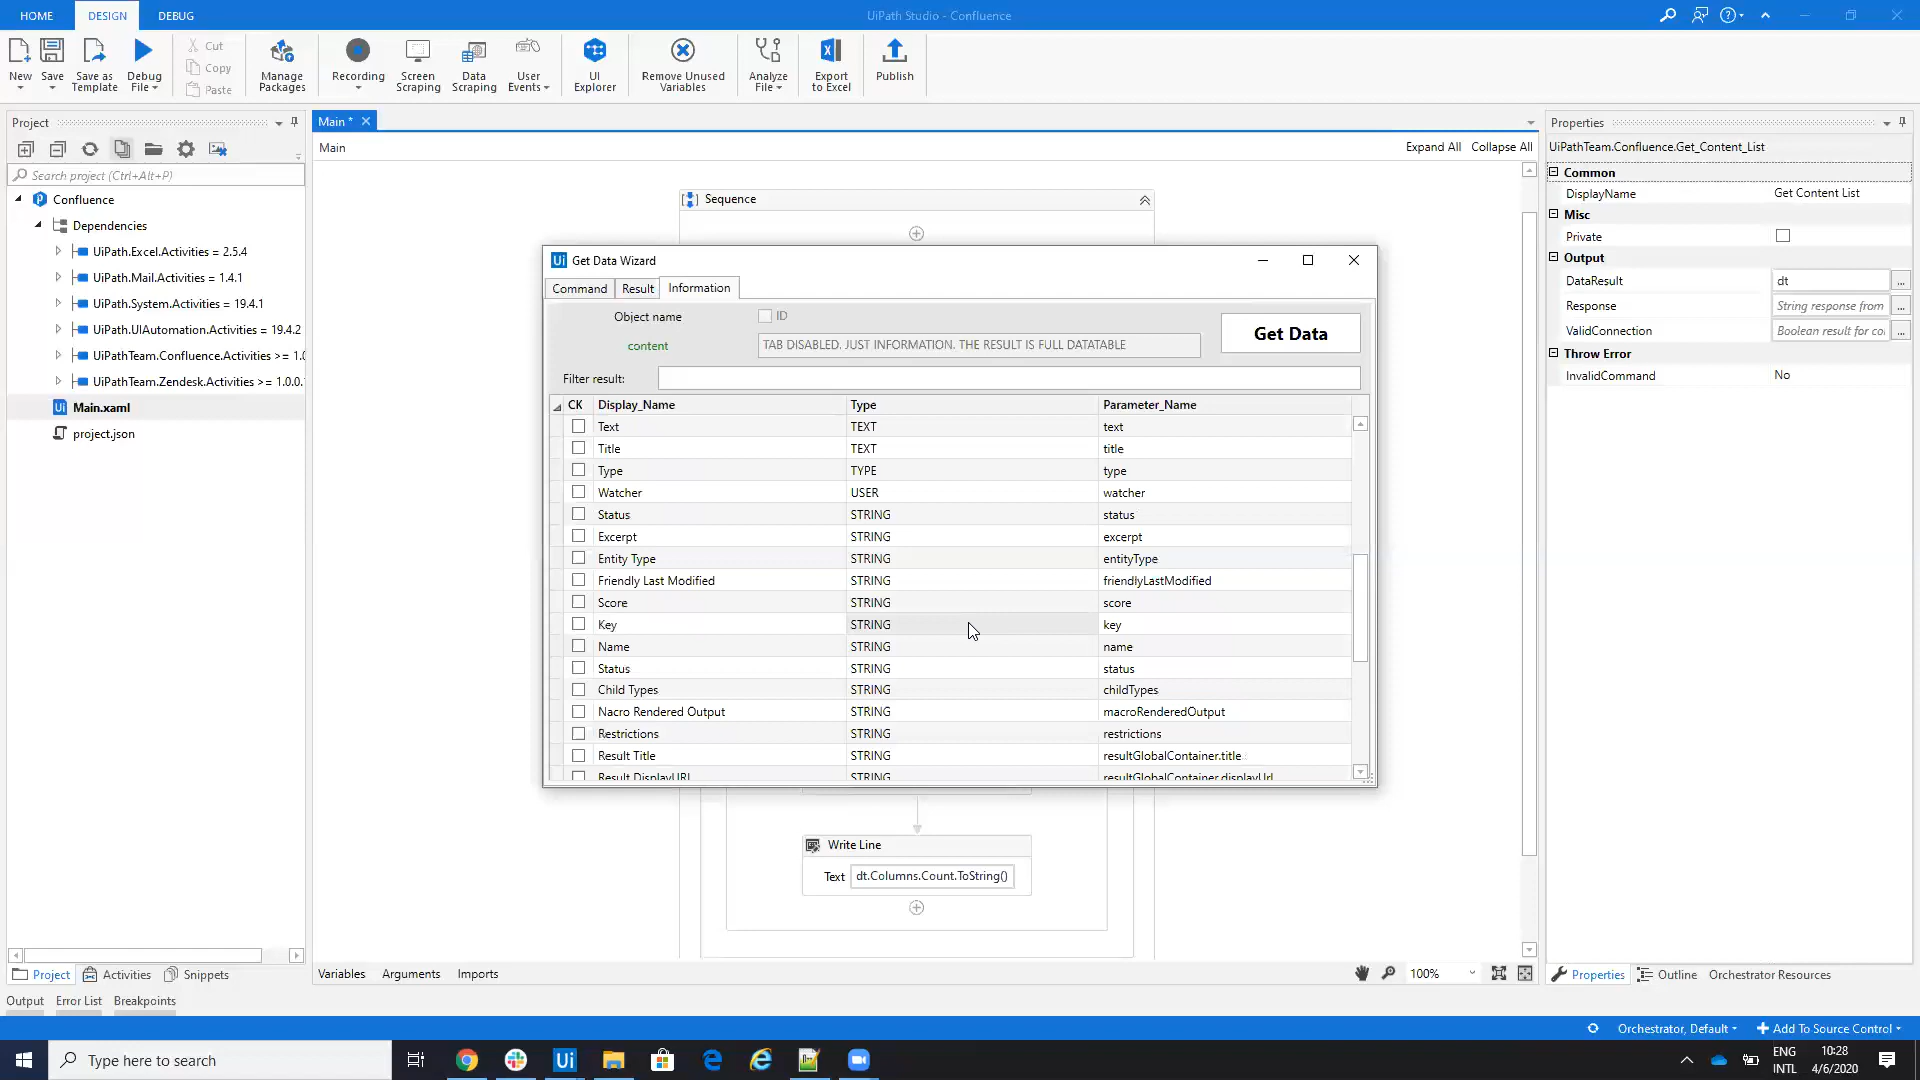 HOME DESIGN DEBUG
UiPath Studio - Confluence
New
Save
Save as Template
Debug File
Cut
Copy
Paste
Manage Packages
Recording
Screen Scraping
Data Scraping
User Events
UI Explorer
Remove Unused Variables
Analyze File
Export to Excel
Publish
Project
Search project (Ctrl+Alt+P)
Confluence
Dependencies
UiPath.Excel.Activities = 2.5.4
UiPath.Mail.Activities = 1.4.1
UiPath.System.Activities = 19.4.1
UiPath.UIAutomation.Activities = 19.4.2
UiPathTeam.Confluence.Activities >= 1.0
UiPathTeam.Zendesk.Activities >= 1.0.0.
Main.xaml
project.json
Project Activities Snippets
Main *
Main
Expand All Collapse All
Sequence
Ui Get Data Wizard
Command Result Information
Object name
ID
content
TAB DISABLED. JUST INFORMATION. THE RESULT IS FULL DATATABLE
Get Data
Filter result:
CK Display_Name Type Parameter_Name
Text TEXT text
Title TEXT title
Type TYPE type
Watcher USER watcher
Status STRING status
Excerpt STRING excerpt
Entity Type STRING entityType
Friendly Last Modified STRING friendlyLastModified
Score STRING score
Key STRING key
Name STRING name
Status STRING status
Child Types STRING childTypes
Nacro Rendered Output STRING macroRenderedOutput
Restrictions STRING restrictions
Result Title STRING resultGlobalContainer.title
Result DisplayURL STRING resultGlobalContainer.displayUrl
Write Line
Text dt.Columns.Count.ToString()
Variables Arguments Imports
100%
Properties
UiPathTeam.Confluence.Get_Content_List
Common
DisplayName Get Content List
Misc
Private
Output
DataResult dt ...
Response String response from ...
ValidConnection Boolean result for co ...
Throw Error
InvalidCommand No
Properties Outline Orchestrator Resources
Output Error List Breakpoints
Orchestrator, Default Add To Source Control
Type here to search
Ui
ENG
INTL
10:28
4/6/2020